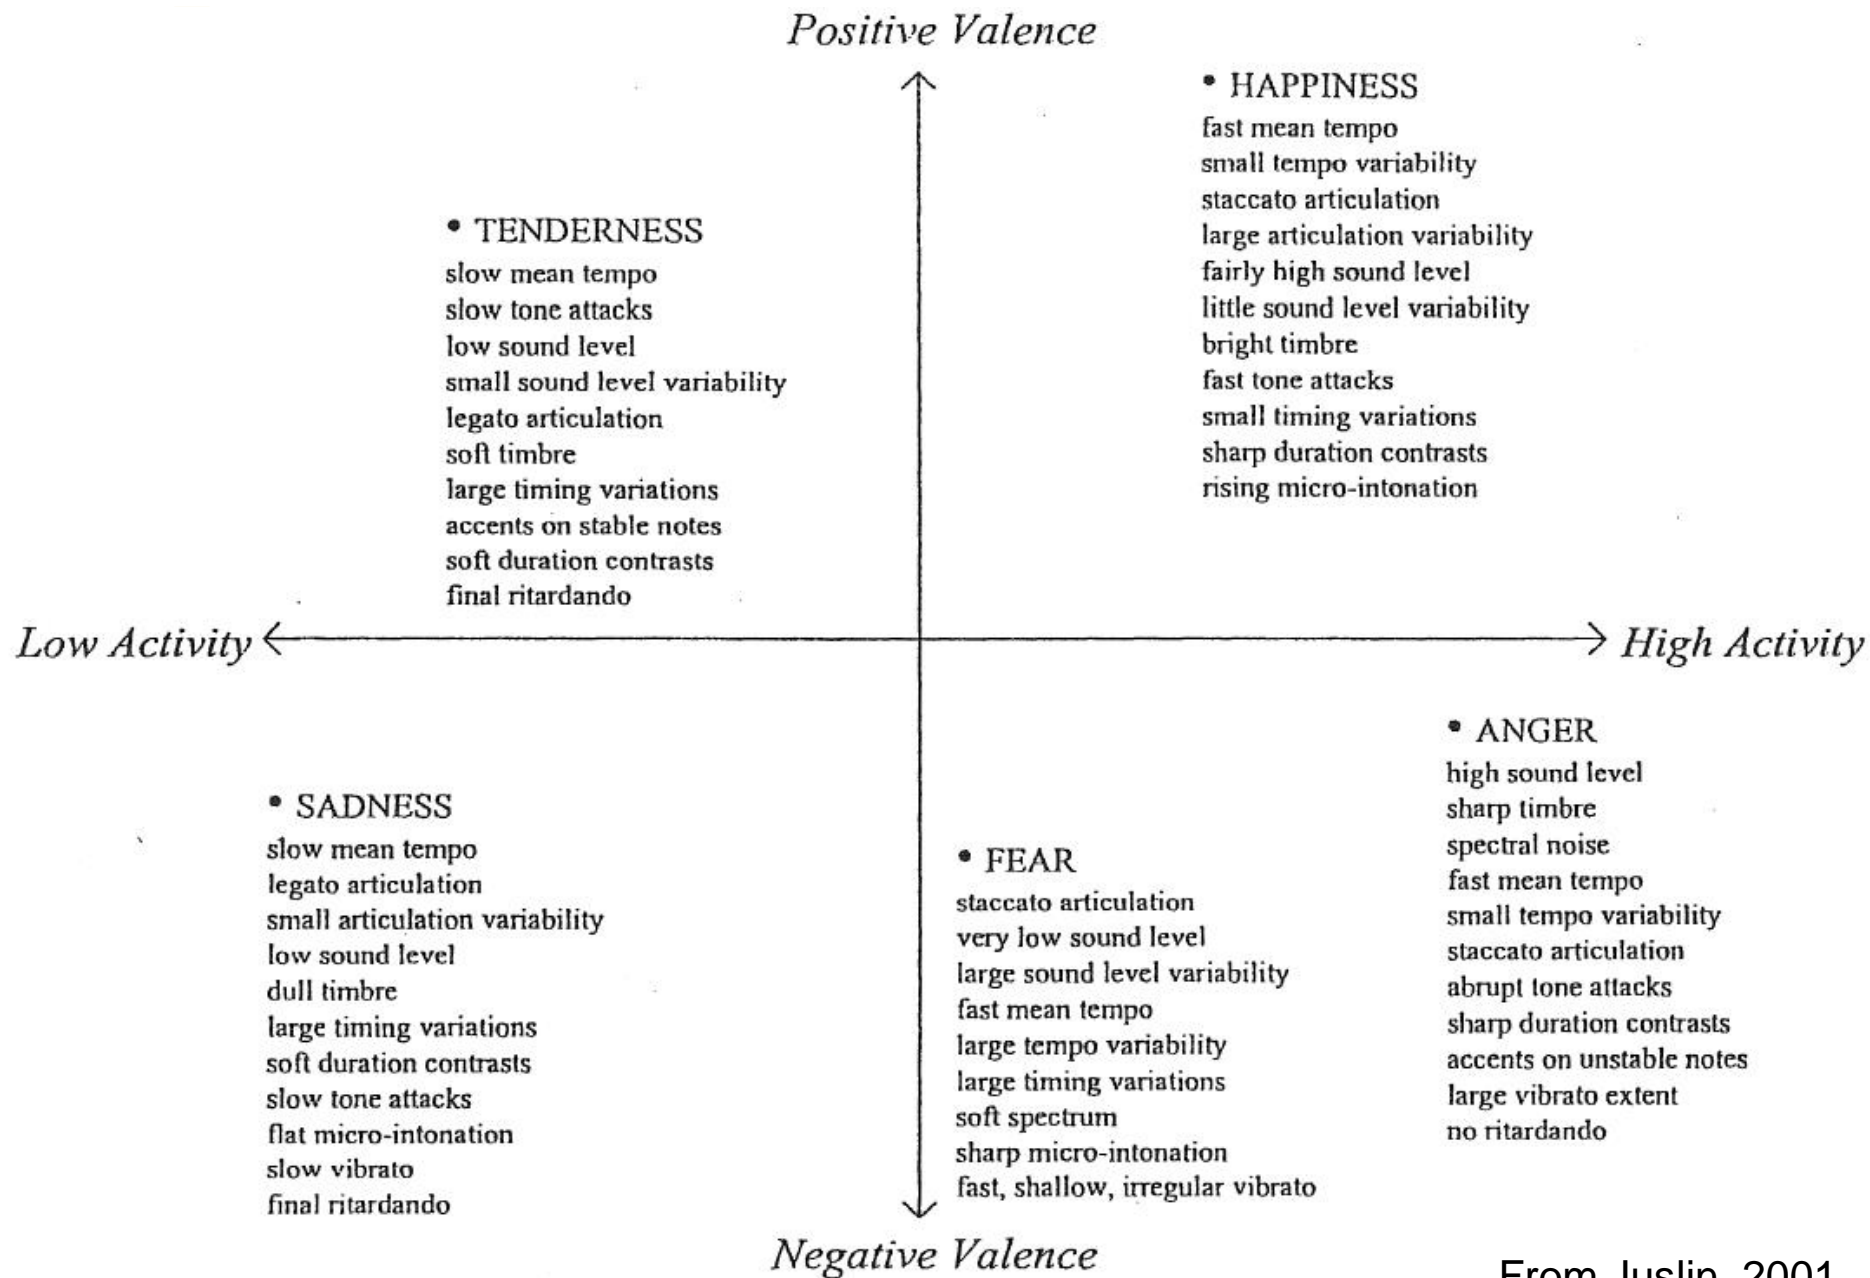 Positive Valence
• HAPPINESS
fast mean tempo
small tempo variability
staccato articulation
large articulation variability
fairly high sound level
little sound level variability
bright timbre
fast tone attacks
small timing variations
sharp duration contrasts
rising micro-intonation
• TENDERNESS
slow mean tempo
slow tone attacks
low sound level
small sound level variability
legato articulation
soft timbre
large timing variations
accents on stable notes
soft duration contrasts
final ritardando
Low Activity
High Activity
• SADNESS
slow mean tempo
legato articulation
small articulation variability
low sound level
dull timbre
large timing variations
soft duration contrasts
slow tone attacks
flat micro-intonation
slow vibrato
final ritardando
• FEAR
staccato articulation
very low sound level
large sound level variability
fast mean tempo
large tempo variability
large timing variations
soft spectrum
sharp micro-intonation
fast, shallow, irregular vibrato
• ANGER
high sound level
sharp timbre
spectral noise
fast mean tempo
small tempo variability
staccato articulation
abrupt tone attacks
sharp duration contrasts
accents on unstable notes
large vibrato extent
no ritardando
Negative Valence
From Juslin, 2001